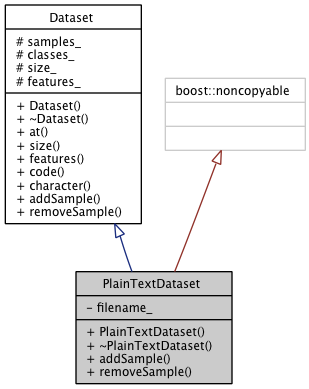 Dataset
# samples_
# classes_
# size_
# features_
+ Dataset()
+ ~Dataset()
+ at()
+ size()
+ features()
+ code()
+ character()
+ addSample()
+ removeSample()
boost::noncopyable
PlainTextDataset
- filename_
+ PlainTextDataset()
+ ~PlainTextDataset()
+ addSample()
+ removeSample()